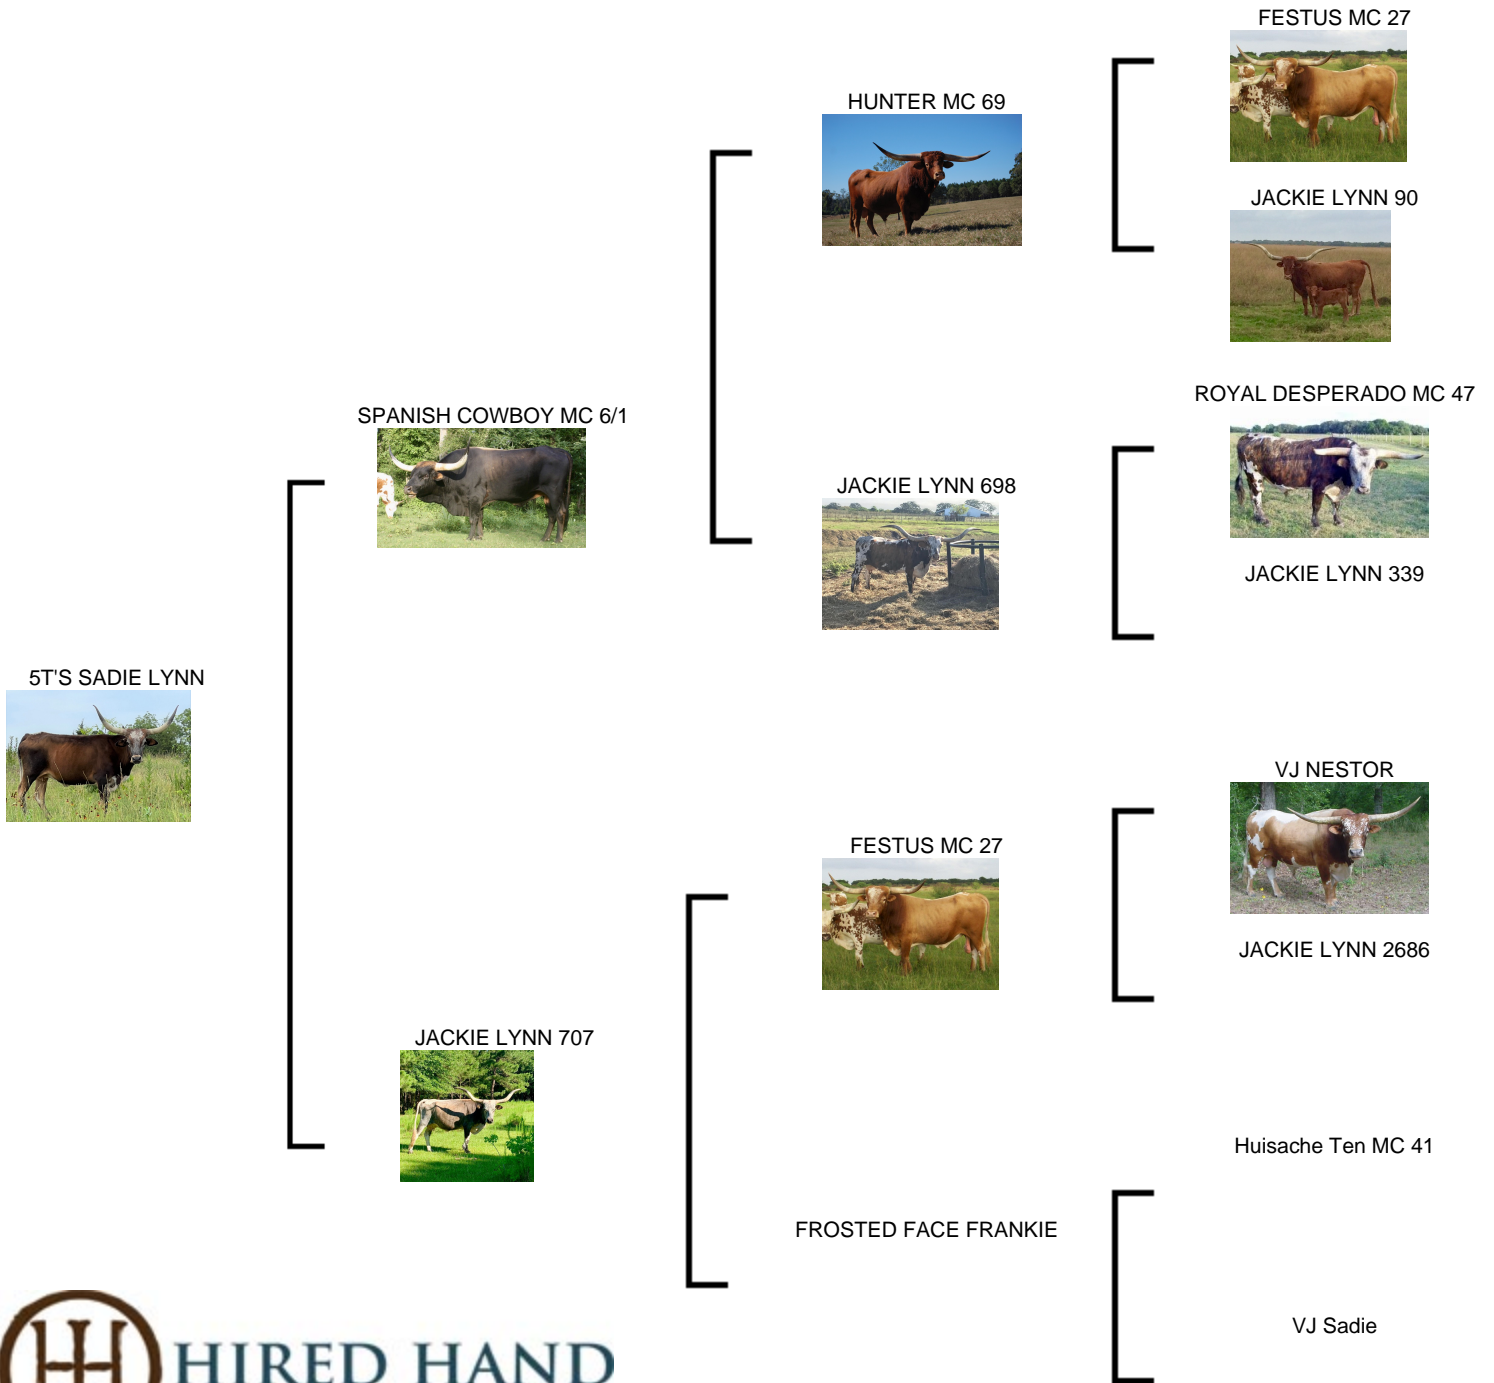 FESTUS MC 27
HUNTER MC 69
JACKIE LYNN 90
ROYAL DESPERADO MC 47
SPANISH COWBOY MC 6/1
JACKIE LYNN 698
JACKIE LYNN 339
5T'S SADIE LYNN
VJ NESTOR
FESTUS MC 27
JACKIE LYNN 2686
JACKIE LYNN 707
Huisache Ten MC 41
FROSTED FACE FRANKIE
VJ Sadie
HIRED HAND